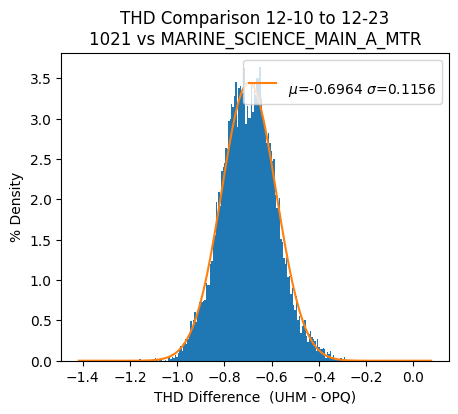 THD Comparison 12-10 to 12-23
1021 vs MARINE_SCIENCE_MAIN_A_MTR
μ=-0.6964 σ=0.1156
% Density
3.5
3.0
2.5
2.0
1.5
1.0
0.5
0.0
−1.4 −1.2 −1.0 −0.8 −0.6 −0.4 −0.2 0.0
THD Difference (UHM - OPQ)